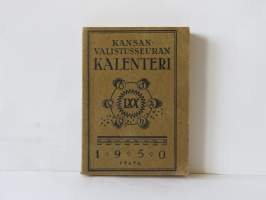 KANSAN-
VALISTUSSEURAN
KALENTERI
LXX
1950